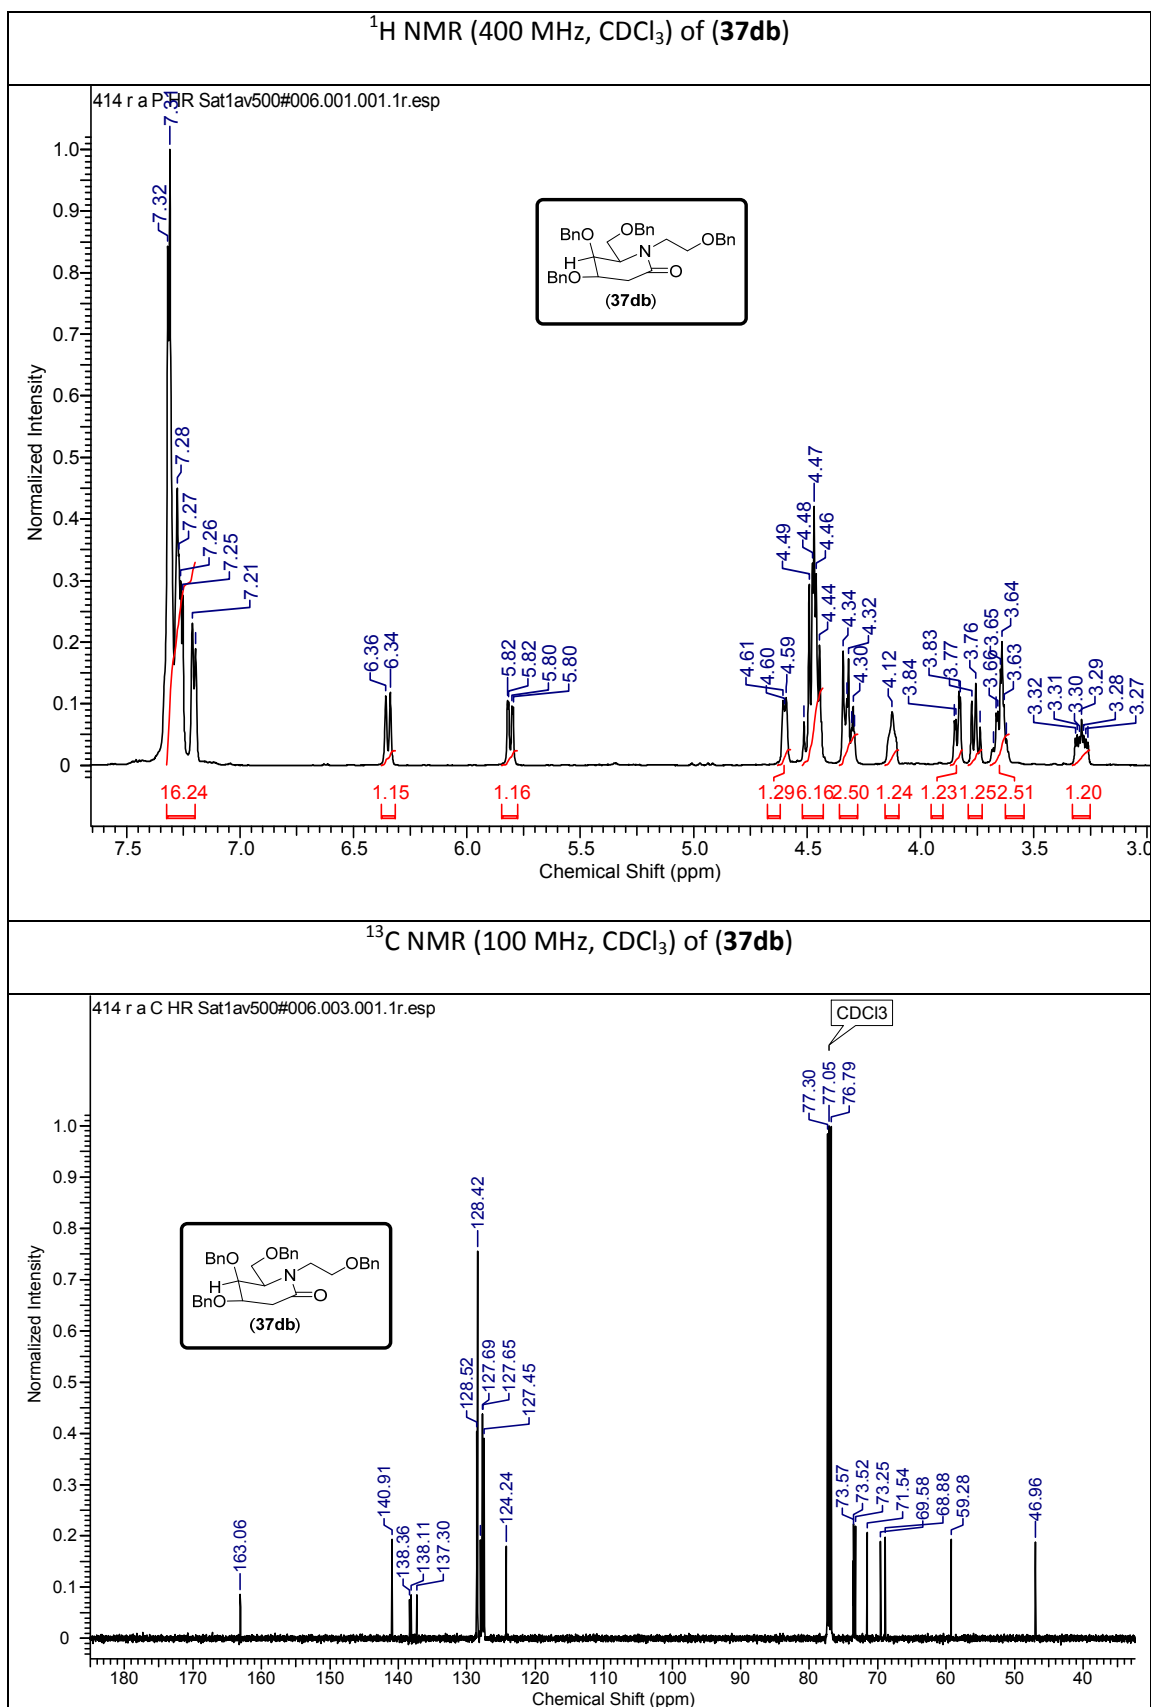 ¹H NMR (400 MHz, CDCl₃) of (37db)
414 r a P HR Sat1av500#006.001.001.1r.esp
7.32
7.31
7.28
7.27
7.26
7.25
7.21
6.36
6.34
5.82
5.82
5.80
5.80
4.61
4.60
4.59
4.49
4.48
4.47
4.46
4.44
4.34
4.32
4.30
4.12
3.84
3.83
3.77
3.76
3.66
3.65
3.64
3.63
3.32
3.31
3.30
3.29
3.28
3.27
BnO
OBn
N
OBn
H
BnO
O
(37db)
Normalized Intensity
1.0
0.9
0.8
0.7
0.6
0.5
0.4
0.3
0.2
0.1
0
16.24 1.15 1.16 1.29 6.16 2.50 1.24 1.23 1.25 2.51 1.20
7.5 7.0 6.5 6.0 5.5 5.0 4.5 4.0 3.5 3.0
Chemical Shift (ppm)
¹³C NMR (100 MHz, CDCl₃) of (37db)
414 r a C HR Sat1av500#006.003.001.1r.esp
CDCl3
163.06
140.91
138.36
138.11
137.30
128.52
128.42
127.69
127.65
127.45
124.24
77.30
77.05
76.79
73.57
73.52
73.25
71.54
69.58
68.88
59.28
46.96
BnO
OBn
N
OBn
H
BnO
O
(37db)
Normalized Intensity
1.0
0.9
0.8
0.7
0.6
0.5
0.4
0.3
0.2
0.1
0
180 170 160 150 140 130 120 110 100 90 80 70 60 50 40
Chemical Shift (ppm)